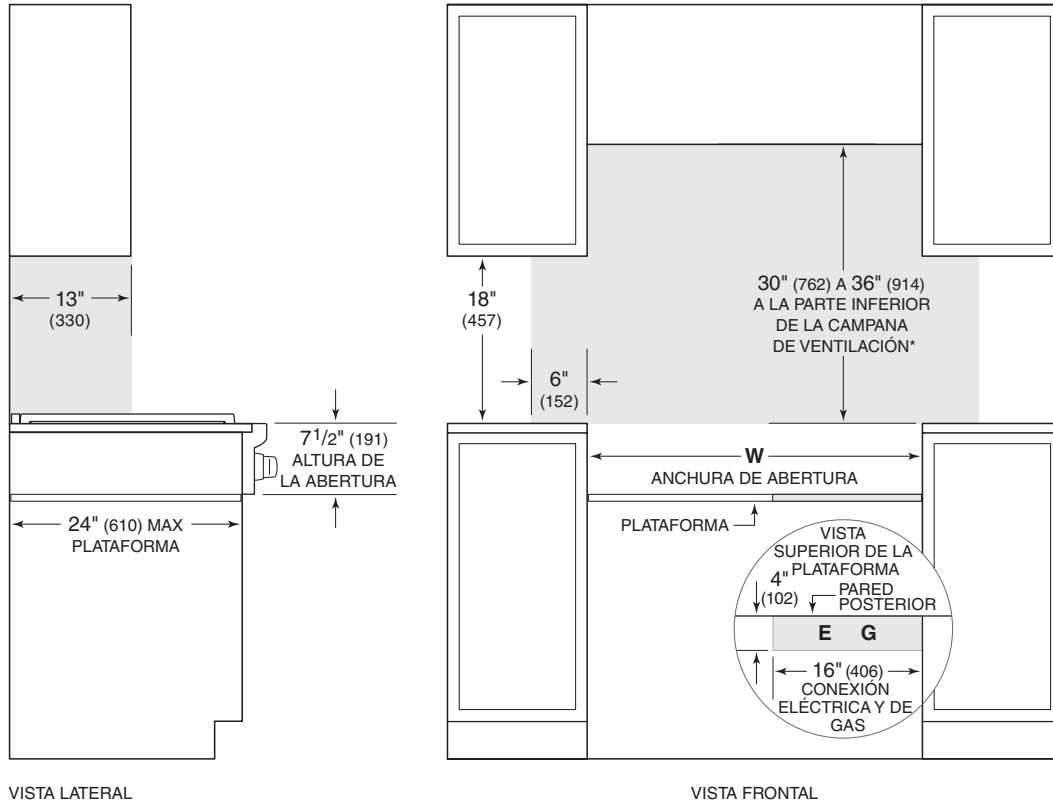 13"
(330)
7 1/2" (191)
ALTURA DE
LA ABERTURA
24" (610) MAX
PLATAFORMA
VISTA LATERAL
18"
(457)
6"
(152)
30" (762) A 36" (914)
A LA PARTE INFERIOR
DE LA CAMPANA
DE VENTILACIÓN*
W
ANCHURA DE ABERTURA
PLATAFORMA
VISTA
SUPERIOR DE LA
PLATAFORMA
4"
(102)
PARED
POSTERIOR
E G
16" (406)
CONEXIÓN
ELÉCTRICA Y DE
GAS
VISTA FRONTAL